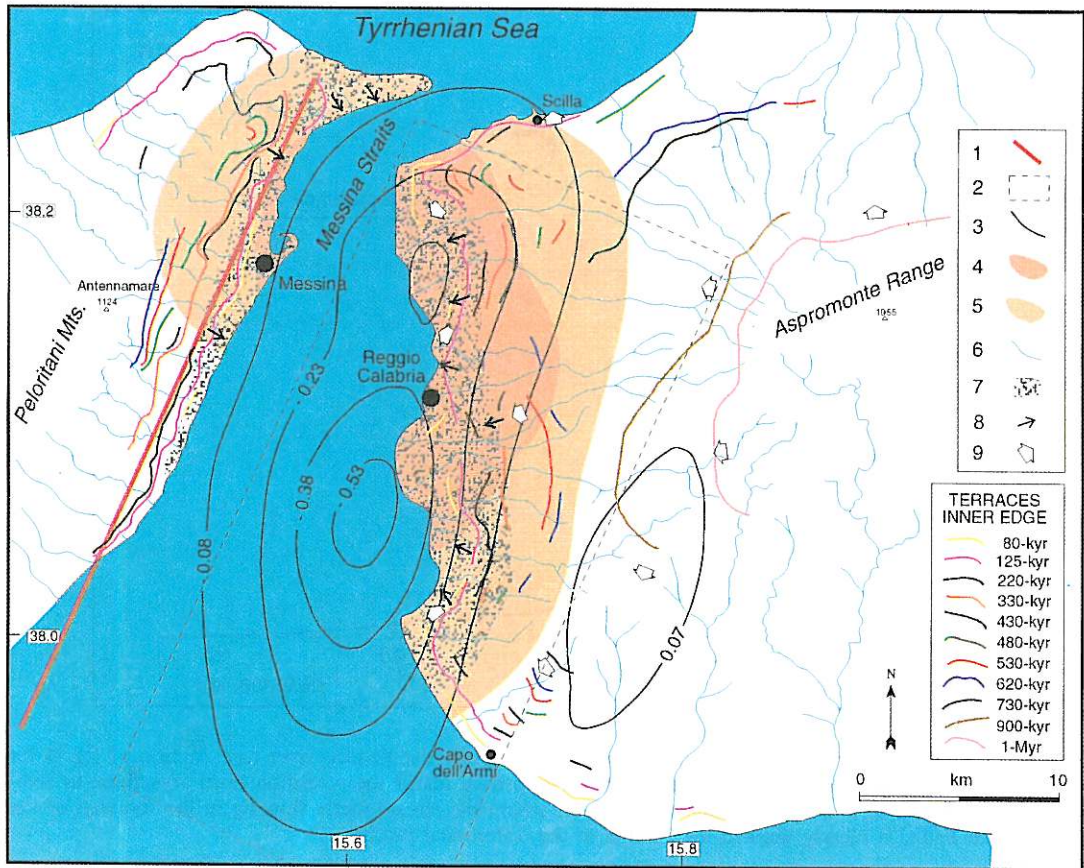 Tyrrhenian Sea
Scilla
Messina Straits
38.2
Messina
Antennamare
1124
Peloritani Mts.
Aspromonte Range
1955
Reggio
Calabria
- 0.23
- 0.38
- 0.53
- 0.08
0.07
38.0
Capo
dell'Armi
15.6
15.8
1
2
3
4
5
6
7
8
9
TERRACES
INNER EDGE
80-kyr
125-kyr
220-kyr
330-kyr
430-kyr
480-kyr
530-kyr
620-kyr
730-kyr
900-kyr
1-Myr
N
0
km
10